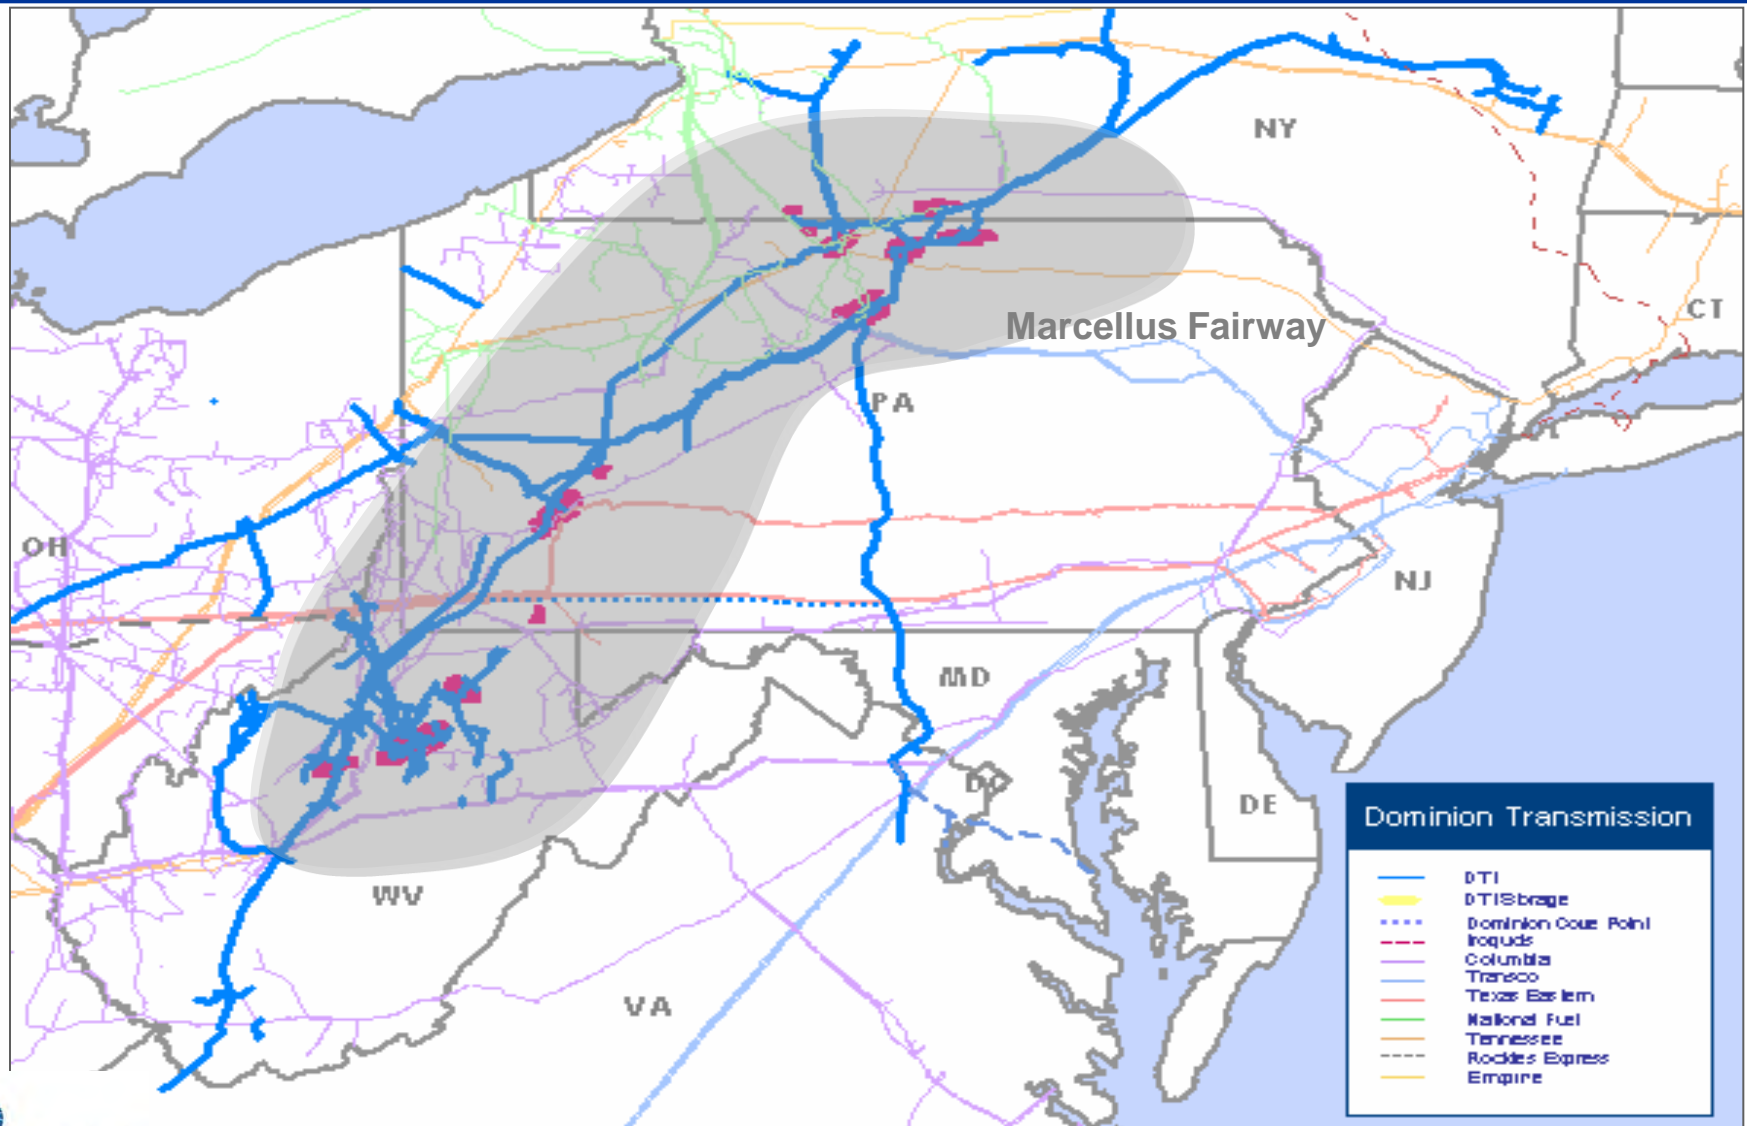 NY
CT
Marcellus Fairway
PA
OH
NJ
MD
DC
DE
WV
VA
Dominion Transmission
DTI
DTI Storage
Dominion Cove Point
Iroquois
Columbia
Transco
Texas Eastern
National Fuel
Tennessee
Rockies Express
Empire